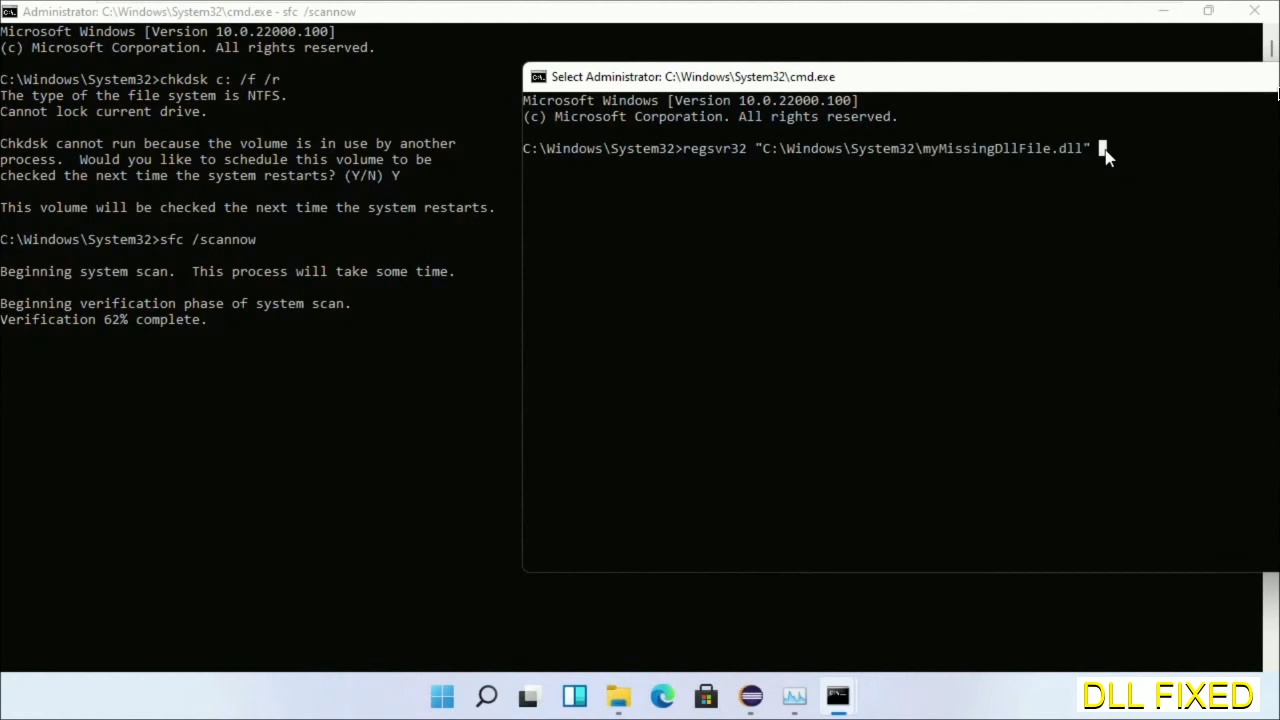 Administrator: C:\Windows\System32\cmd.exe - sfc /scannow
Microsoft Windows [Version 10.0.22000.100]
(c) Microsoft Corporation. All rights reserved.
C:\Windows\System32>chkdsk c: /f /r
The type of the file system is NTFS.
Cannot lock current drive.
Chkdsk cannot run because the volume is in use by another
process.  Would you like to schedule this volume to be
checked the next time the system restarts? (Y/N) Y
This volume will be checked the next time the system restarts.
C:\Windows\System32>sfc /scannow
Beginning system scan.  This process will take some time.
Beginning verification phase of system scan.
Verification 62% complete.
Select Administrator: C:\Windows\System32\cmd.exe
Microsoft Windows [Version 10.0.22000.100]
(c) Microsoft Corporation. All rights reserved.
C:\Windows\System32>regsvr32 "C:\Windows\System32\myMissingDllFile.dll"
DLL FIXED